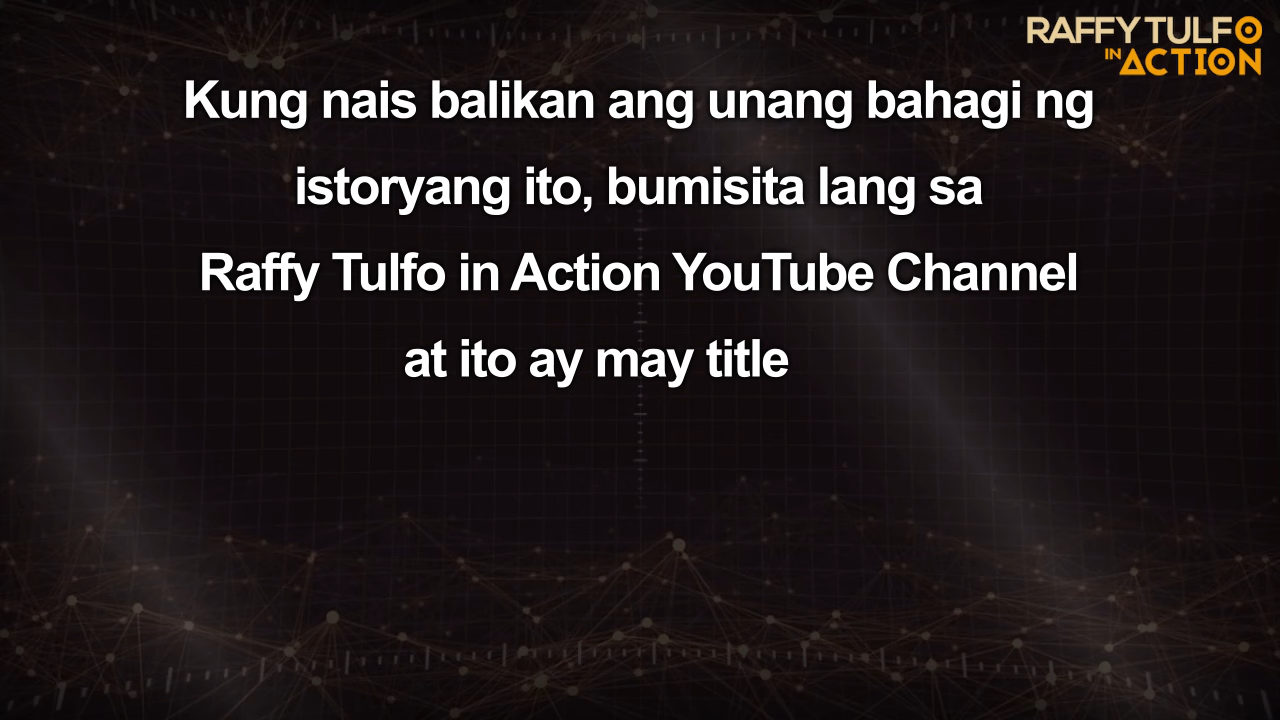 RAFFY TULFO
IN ACTION
Kung nais balikan ang unang bahagi ng
istoryang ito, bumisita lang sa
Raffy Tulfo in Action YouTube Channel
at ito ay may title